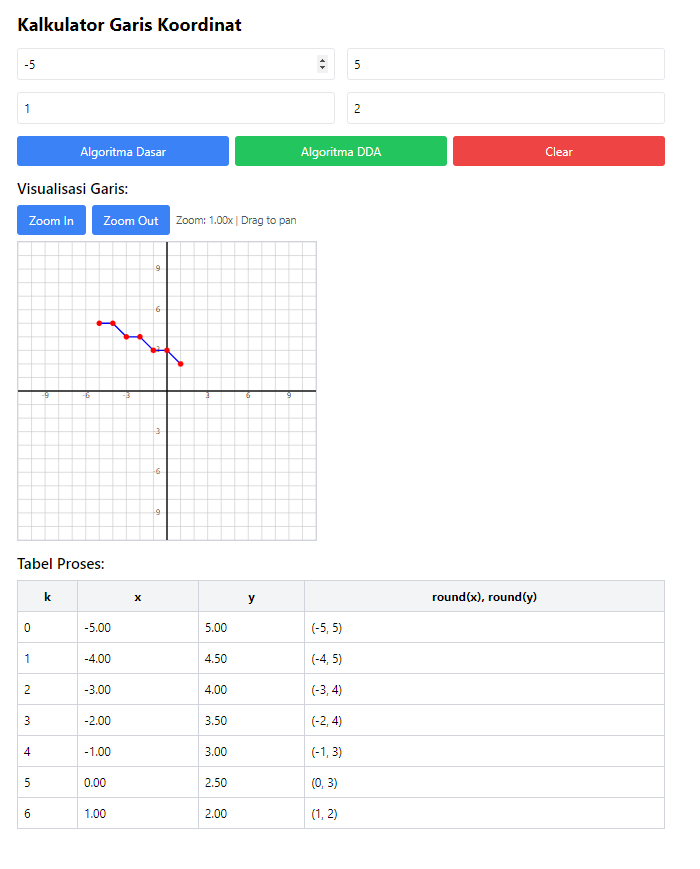 Kalkulator Garis Koordinat
-5 5
1 2
Algoritma Dasar Algoritma DDA Clear
Visualisasi Garis:
Zoom In Zoom Out Zoom: 1.00x | Drag to pan
9
6
3
-9 -6 -3 3 6 9
-3
-6
-9
Tabel Proses:
k x y round(x), round(y)
0 -5.00 5.00 (-5, 5)
1 -4.00 4.50 (-4, 5)
2 -3.00 4.00 (-3, 4)
3 -2.00 3.50 (-2, 4)
4 -1.00 3.00 (-1, 3)
5 0.00 2.50 (0, 3)
6 1.00 2.00 (1, 2)